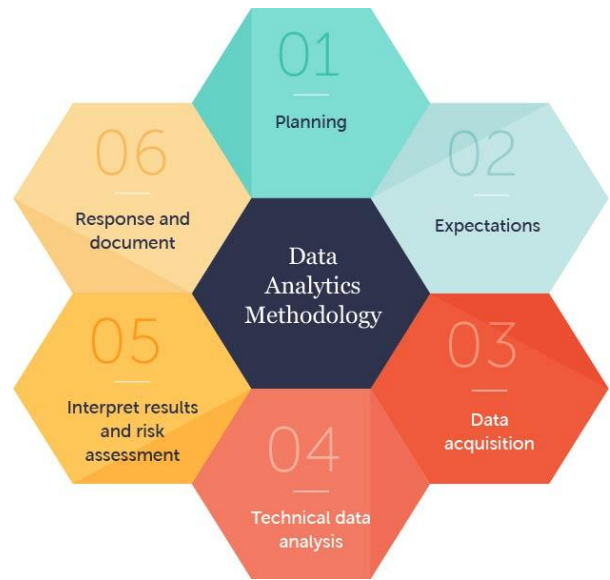 01
Planning
02
Expectations
03
Data
acquisition
04
Technical data
analysis
05
Interpret results
and risk
assessment
06
Response and
document
Data
Analytics
Methodology